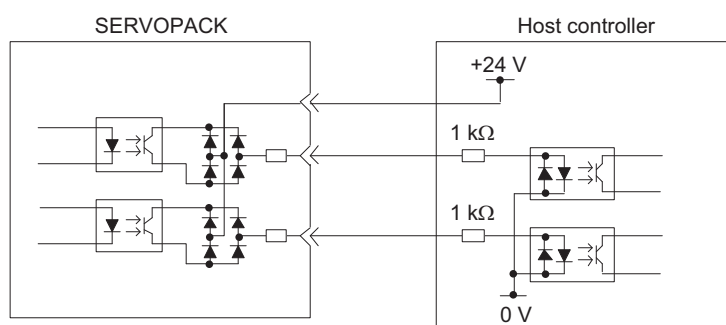 SERVOPACK
Host controller
+24 V
1 kΩ
1 kΩ
0 V